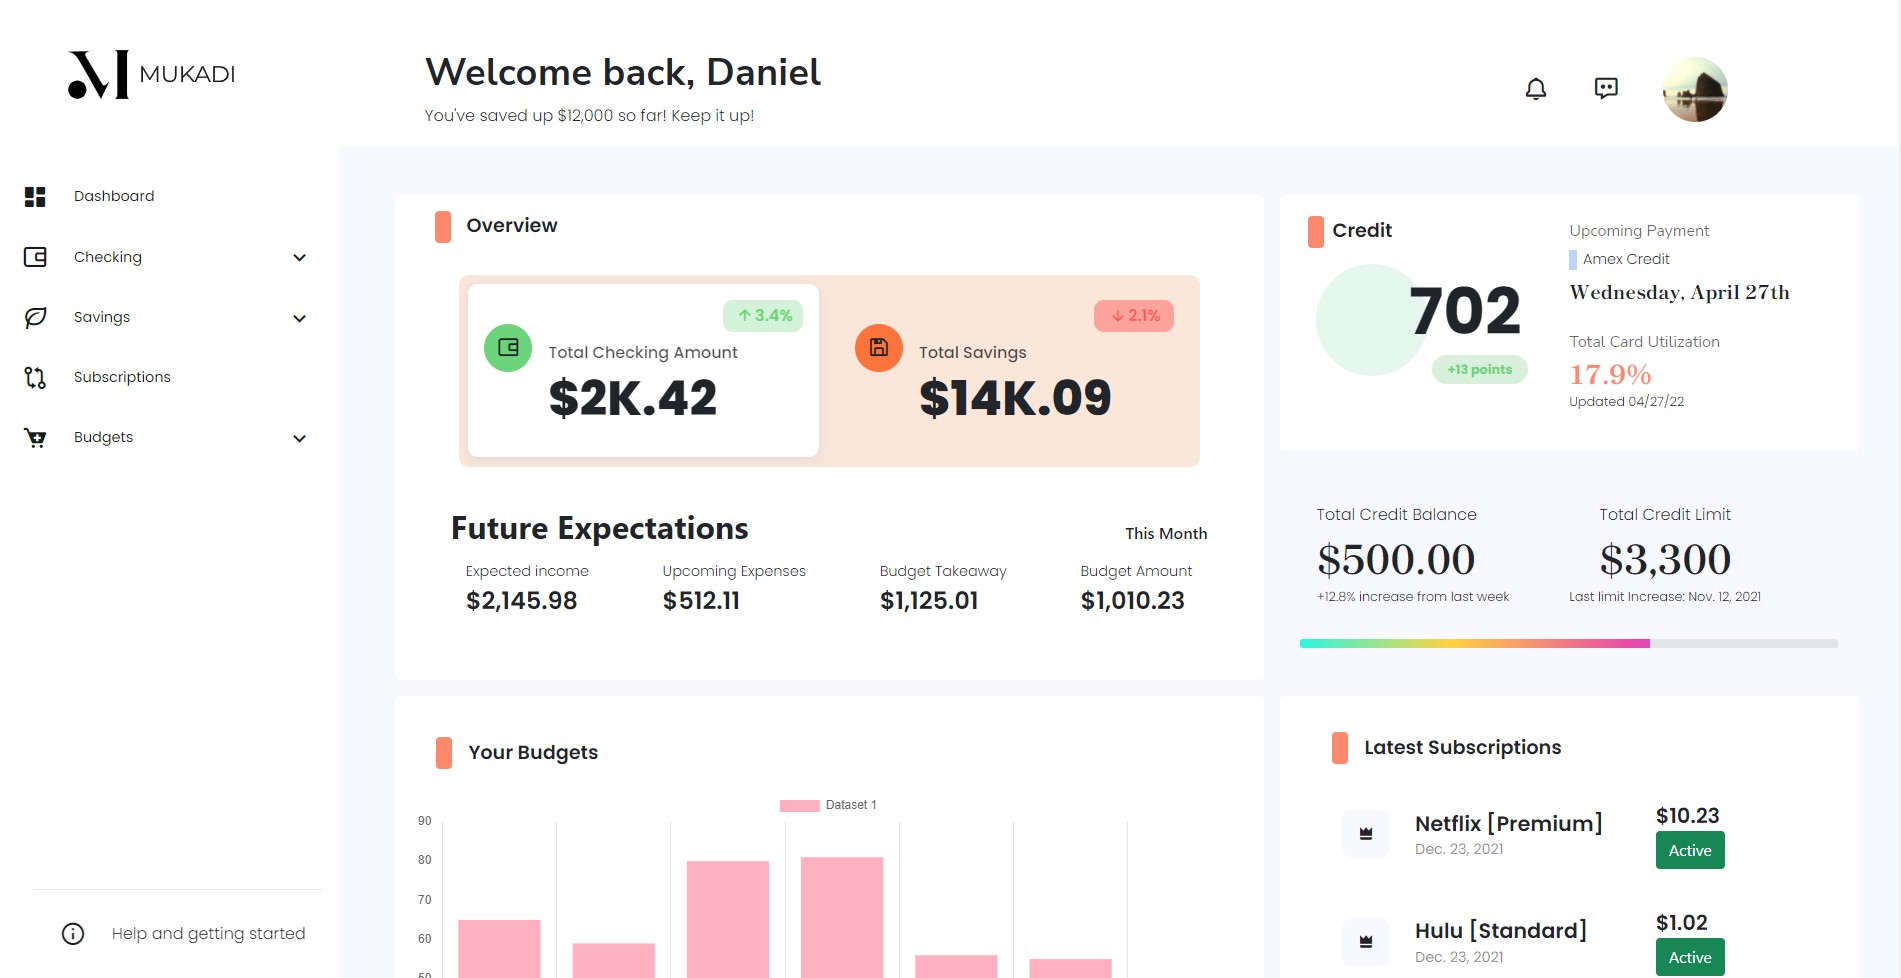 MUKADI
Welcome back, Daniel
You've saved up $12,000 so far! Keep it up!
Dashboard
Checking
Savings
Subscriptions
Budgets
Help and getting started
Overview
↑ 3.4%
Total Checking Amount
$2K.42
↓ 2.1%
Total Savings
$14K.09
Future Expectations
This Month
Expected income
$2,145.98
Upcoming Expenses
$512.11
Budget Takeaway
$1,125.01
Budget Amount
$1,010.23
Credit
702
+13 points
Upcoming Payment
Amex Credit
Wednesday, April 27th
Total Card Utilization
17.9%
Updated 04/27/22
Total Credit Balance
$500.00
+12.8% increase from last week
Total Credit Limit
$3,300
Last limit Increase: Nov. 12, 2021
Your Budgets
Dataset 1
90
80
70
60
50
Latest Subscriptions
Netflix [Premium]
Dec. 23, 2021
$10.23
Active
Hulu [Standard]
Dec. 23, 2021
$1.02
Active